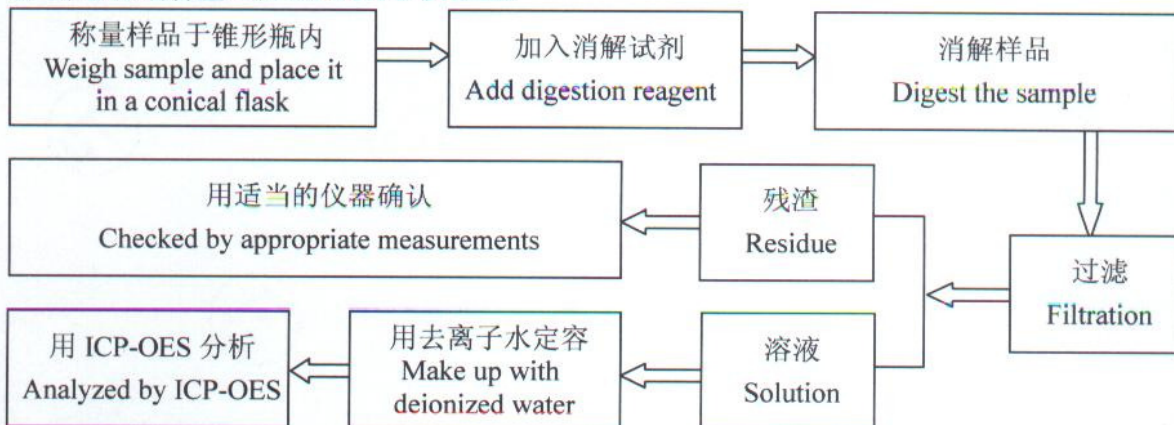 称量样品于锥形瓶内
Weigh sample and place it
in a conical flask
加入消解试剂
Add digestion reagent
消解样品
Digest the sample
用适当的仪器确认
Checked by appropriate measurements
残渣
Residue
过滤
Filtration
用 ICP-OES 分析
Analyzed by ICP-OES
用去离子水定容
Make up with
deionized water
溶液
Solution